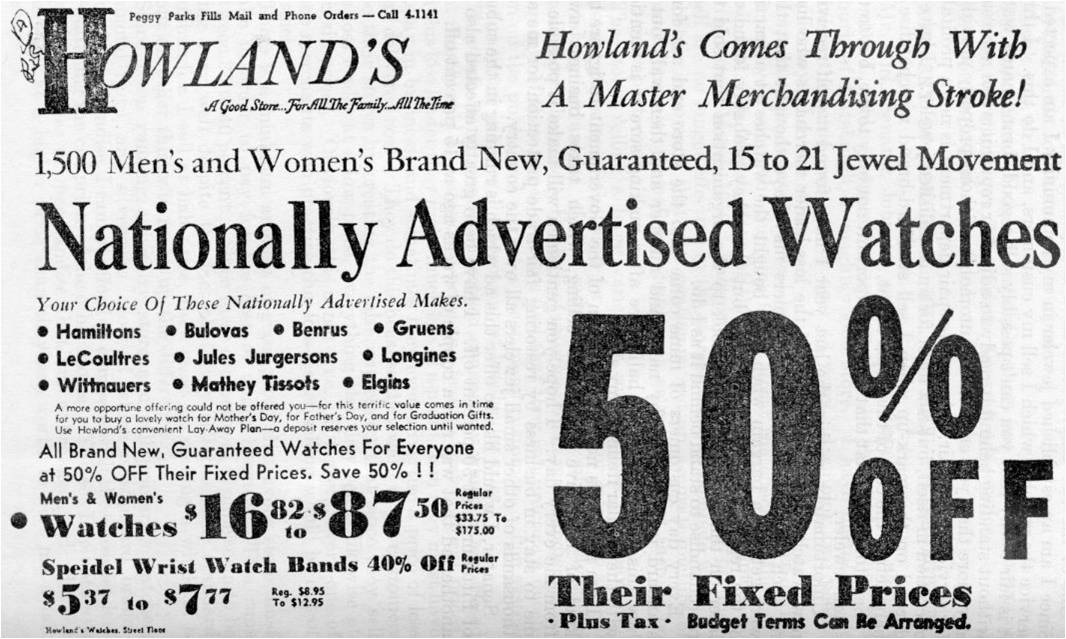 Peggy Parks Fills Mail and Phone Orders — Call 4-1141
HOWLAND'S
A Good Store...For All The Family...All The Time
Howland's Comes Through With
A Master Merchandising Stroke!
1,500 Men's and Women's Brand New, Guaranteed, 15 to 21 Jewel Movement
Nationally Advertised Watches
Your Choice Of These Nationally Advertised Makes.
• Hamiltons • Bulovas • Benrus • Gruens
• LeCoultres • Jules Jurgersons • Longines
• Wittnauers • Mathey Tissots • Elgins
A more opportune offering could not be offered you—for this terrific value comes in time
for you to buy a lovely watch for Mother's Day, for Father's Day, and for Graduation Gifts.
Use Howland's convenient Lay-Away Plan—a deposit reserves your selection until wanted.
All Brand New, Guaranteed Watches For Everyone
at 50% OFF Their Fixed Prices. Save 50% ! !
Men's & Women's
• Watches $16.82 to $87.50
Regular
Prices
$33.75 To
$175.00
Speidel Wrist Watch Bands 40% Off Regular Prices
$5.37 to $7.77
Reg. $8.95
To $12.95
Howland's Watches, Street Floor
50% OFF
Their Fixed Prices
• Plus Tax • Budget Terms Can Be Arranged.